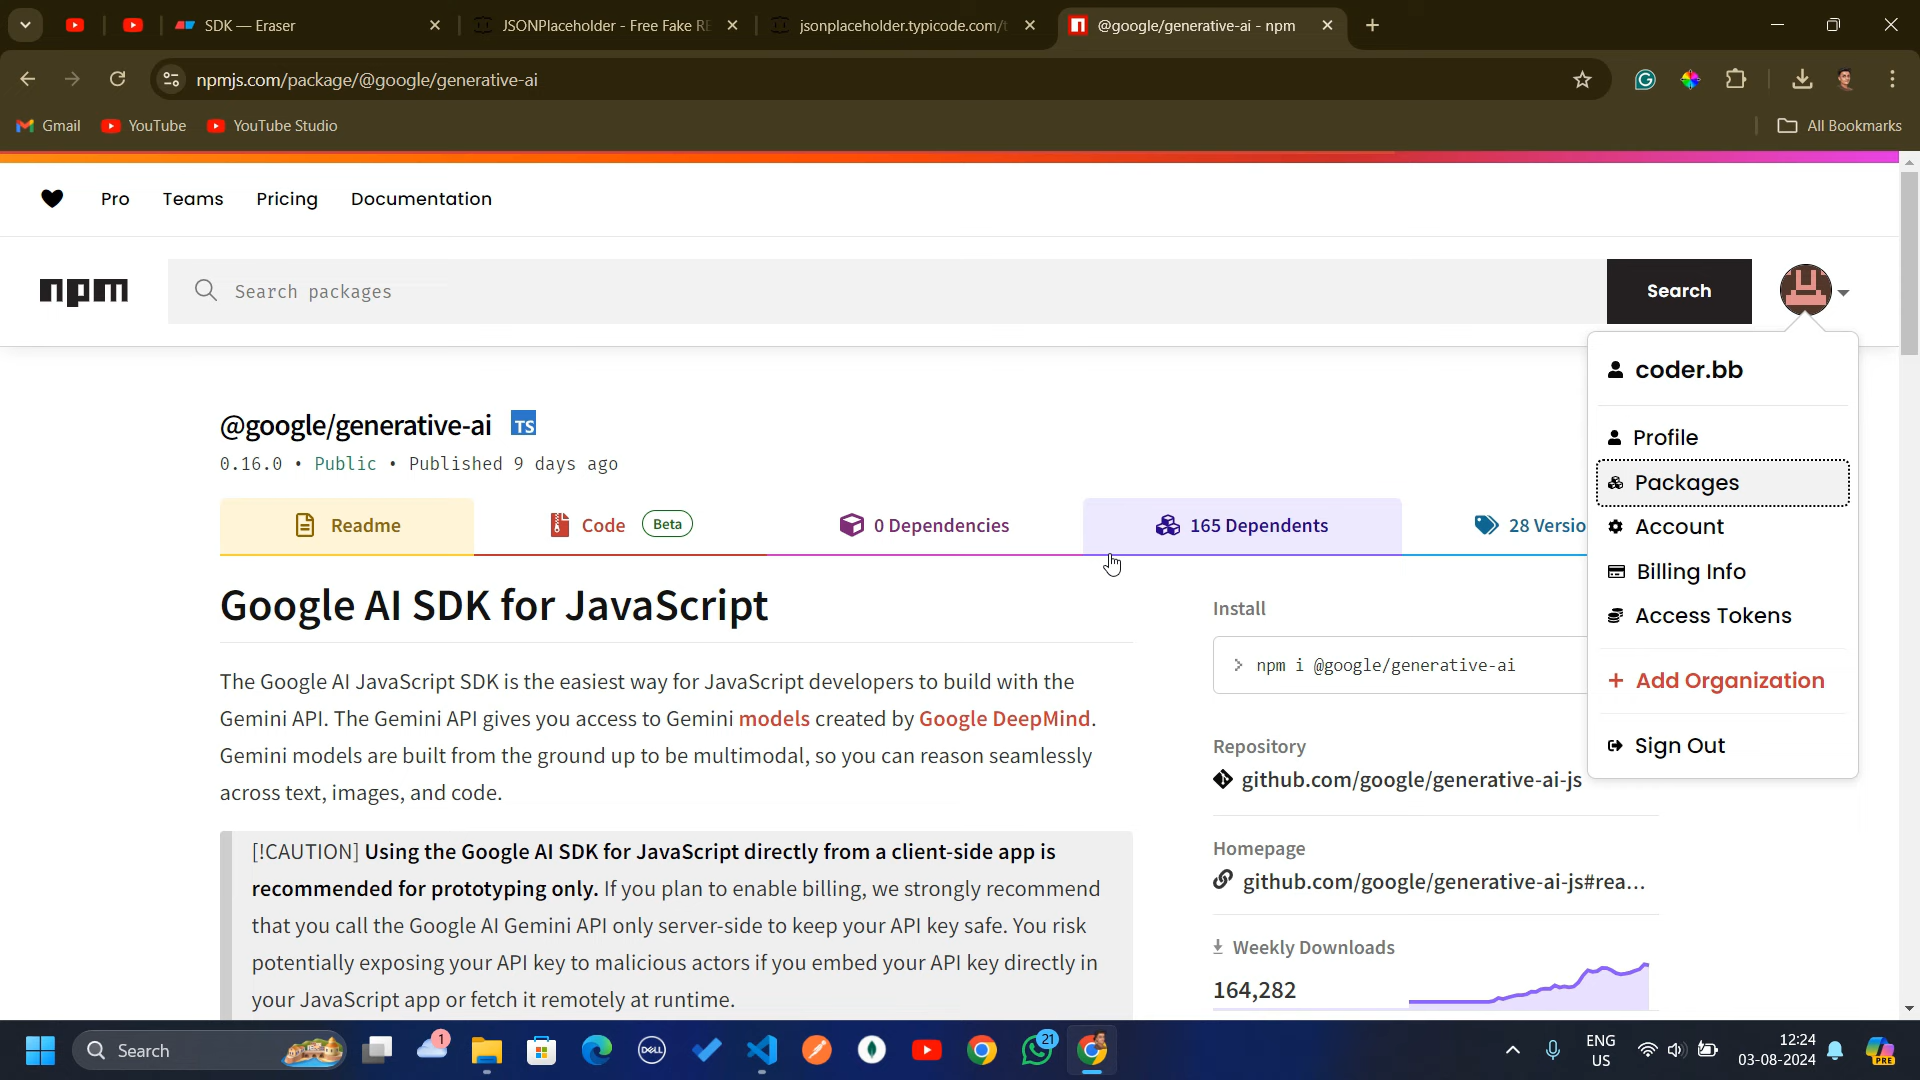 SDK — Eraser
JSONPlaceholder - Free Fake RE
jsonplaceholder.typicode.com/t
@google/generative-ai - npm
npmjs.com/package/@google/generative-ai
Gmail
YouTube
YouTube Studio
All Bookmarks
Pro
Teams
Pricing
Documentation
npm
Search packages
Search
coder.bb
Profile
Packages
Account
Billing Info
Access Tokens
+ Add Organization
Sign Out
@google/generative-ai TS
0.16.0 • Public • Published 9 days ago
Readme
Code Beta
0 Dependencies
165 Dependents
28 Versio
Google AI SDK for JavaScript
The Google AI JavaScript SDK is the easiest way for JavaScript developers to build with the
Gemini API. The Gemini API gives you access to Gemini models created by Google DeepMind.
Gemini models are built from the ground up to be multimodal, so you can reason seamlessly
across text, images, and code.
[!CAUTION] Using the Google AI SDK for JavaScript directly from a client-side app is
recommended for prototyping only. If you plan to enable billing, we strongly recommend
that you call the Google AI Gemini API only server-side to keep your API key safe. You risk
potentially exposing your API key to malicious actors if you embed your API key directly in
your JavaScript app or fetch it remotely at runtime.
Install
> npm i @google/generative-ai
Repository
github.com/google/generative-ai-js
Homepage
github.com/google/generative-ai-js#rea...
Weekly Downloads
164,282
Search
1
DELL
21
ENG
US
12:24
03-08-2024
PRE